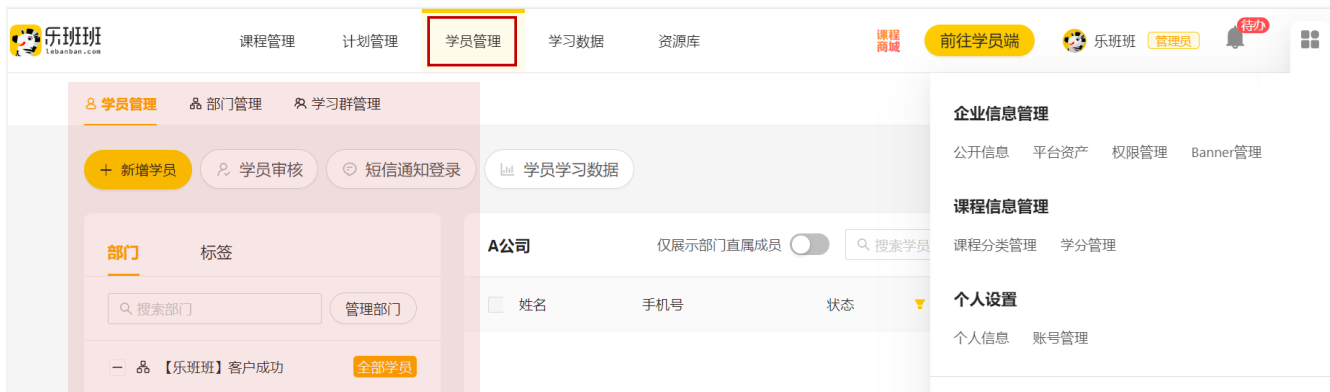 乐班班
lebanban.com
课程管理 计划管理 学员管理 学习数据 资源库 课程商城 前往学员端 乐班班 管理员 待办
学员管理 部门管理 学习群管理
+ 新增学员 学员审核 短信通知登录 学员学习数据
部门 标签
搜索部门 管理部门
【乐班班】客户成功 全部学员
A公司 仅展示部门直属成员 搜索学员
姓名 手机号 状态
企业信息管理
公开信息 平台资产 权限管理 Banner管理
课程信息管理
课程分类管理 学分管理
个人设置
个人信息 账号管理